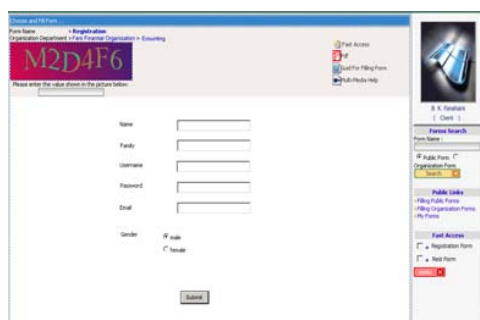 Choose and Fill Form ...
Form Name » Registration
Organization Department » Fars Finantial Organization » Exounting
M2D4F6
Please enter the value shown in the picture below:
Fast Access
Pdf
Guid For Filling Form
Multi Media Help
Name
Family
Username
Password
Email
Gender
male
female
Submit
B. K. Farahani
( Client )
Forms Search
Form Name :
Public Form
Organization Form
Search
Public Links
Filling Public Forms
Filling Organization Forms
My Forms
Fast Access
Registration Form
Rest Form